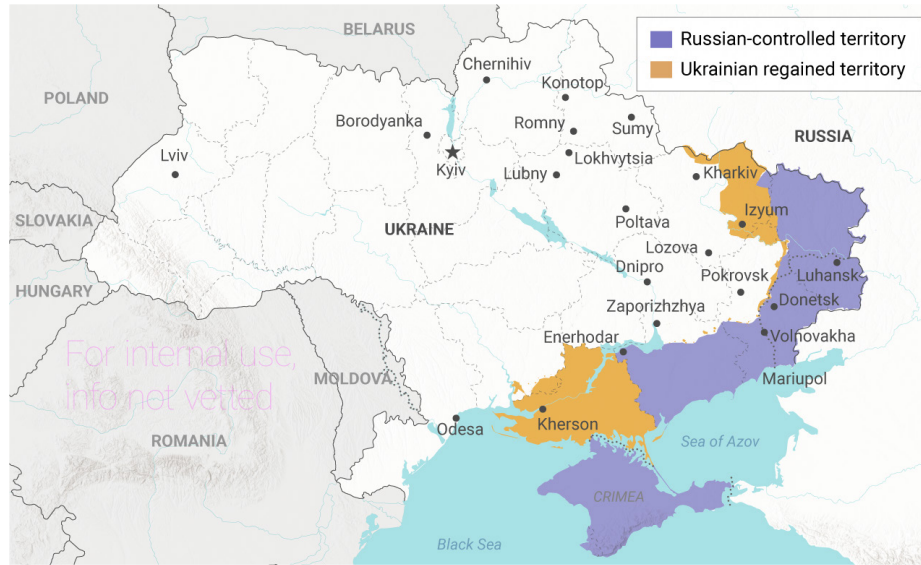 BELARUS
Russian-controlled territory
Ukrainian regained territory
Chernihiv
Konotop
POLAND
Borodyanka
Romny
Sumy
RUSSIA
Lviv
Kyiv
Lokhvytsia
Lubny
Kharkiv
SLOVAKIA
UKRAINE
Poltava
Izyum
Lozova
HUNGARY
Dnipro
Pokrovsk
Luhansk
Zaporizhzhya
Donetsk
Enerhodar
Volnovakha
For internal use,
info not vetted
MOLDOVA
Mariupol
Odesa
Kherson
ROMANIA
Sea of Azov
CRIMEA
Black Sea